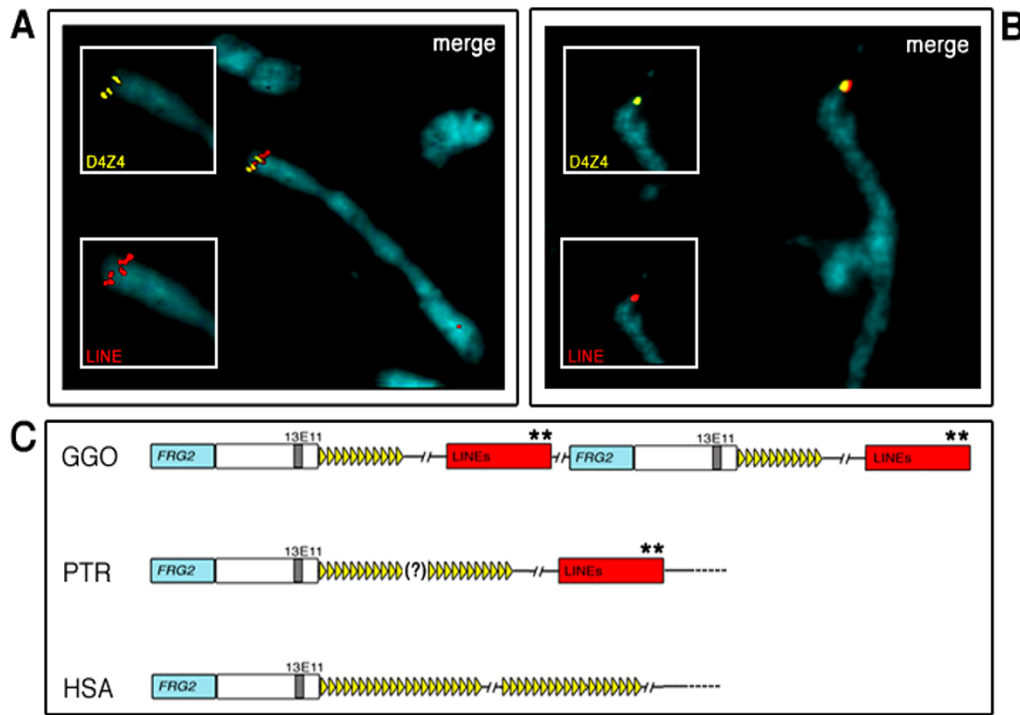 A
merge
D4Z4
LINE
B
merge
D4Z4
LINE
C
GGO
FRG2
13E11
LINEs
**
FRG2
13E11
LINEs
**
PTR
FRG2
13E11
(?)
LINEs
**
HSA
FRG2
13E11